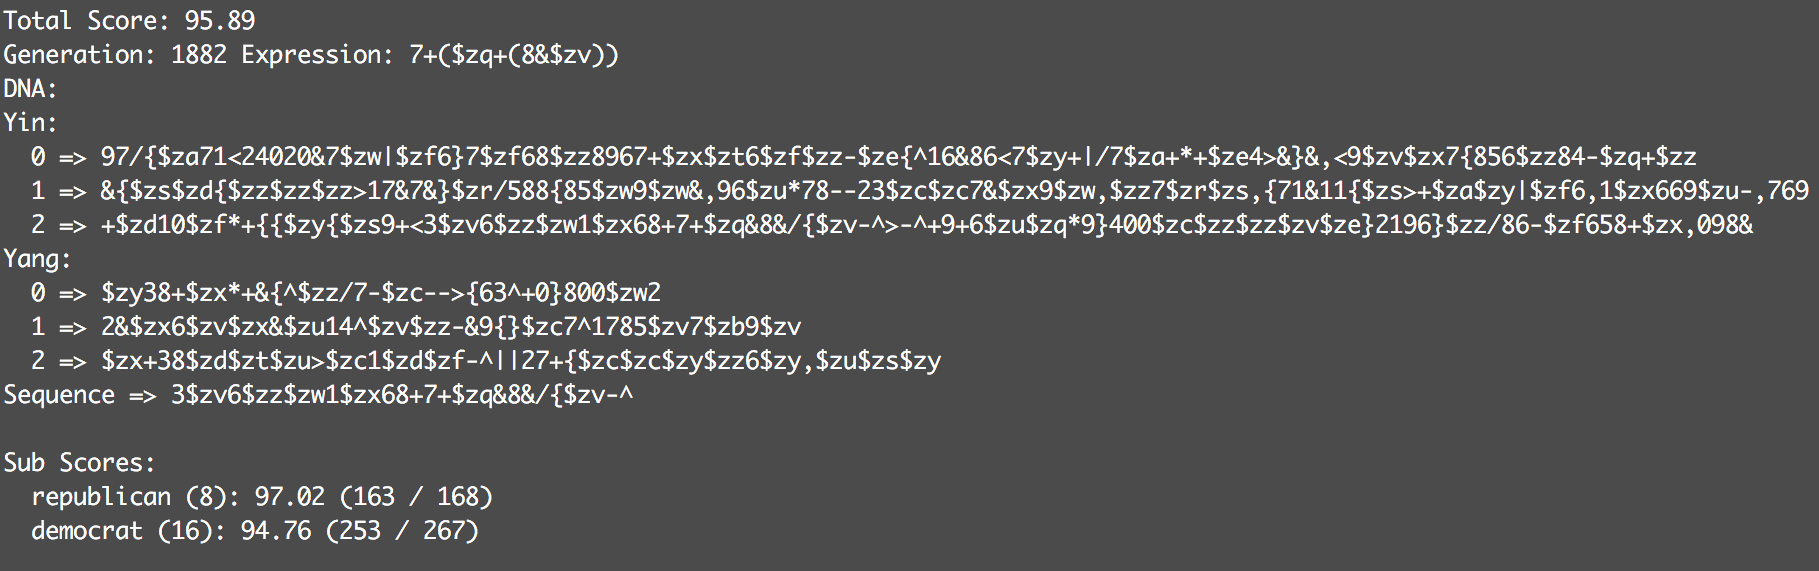 Total Score: 95.89
Generation: 1882 Expression: 7+($zq+(8&$zv))
DNA:
Yin:
  0 => 97/{$za71<24020&7$zw|$zf6}7$zf68$zz8967+$zx$zt6$zf$zz-$ze{^16&86<7$zy+|/7$za+*+$ze4>&}&,<9$zv$zx7{856$zz84-$zq+$zz
  1 => &{$zs$zd{$zz$zz$zz>17&7&}$zr/588{85$zw9$zw&,96$zu*78--23$zc$zc7&$zx9$zw,$zz7$zr$zs,{71&11{$zs>+$za$zy|$zf6,1$zx669$zu-,769
  2 => +$zd10$zf*+{{$zy{$zs9+<3$zv6$zz$zw1$zx68+7+$zq&8&/{$zv-^>-^+9+6$zu$zq*9}400$zc$zz$zz$zv$ze}2196}$zz/86-$zf658+$zx,098&
Yang:
  0 => $zy38+$zx*+&{^$zz/7-$zc-->{63^+0}800$zw2
  1 => 2&$zx6$zv$zx&$zu14^$zv$zz-&9{}$zc7^1785$zv7$zb9$zv
  2 => $zx+38$zd$zt$zu>$zc1$zd$zf-^||27+{$zc$zc$zy$zz6$zy,$zu$zs$zy
Sequence => 3$zv6$zz$zw1$zx68+7+$zq&8&/{$zv-^
Sub Scores:
  republican (8): 97.02 (163 / 168)
  democrat (16): 94.76 (253 / 267)